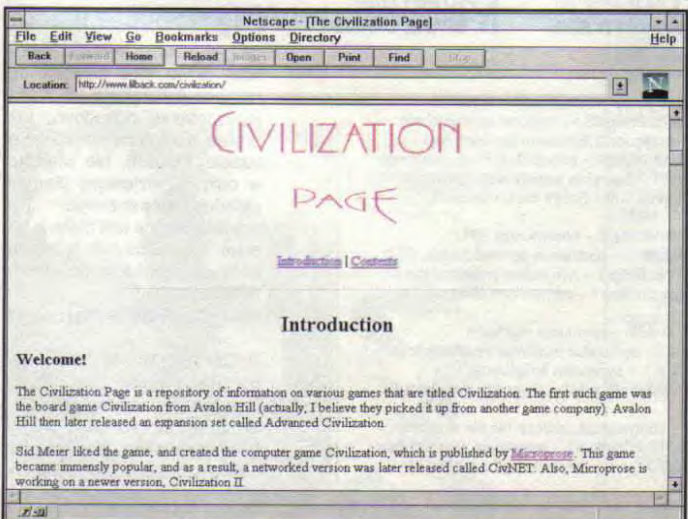 Netscape - [The Civilization Page]
File Edit View Go Bookmarks Options Directory Help
Back Forward Home Reload Images Open Print Find Stop
Location: http://www.liback.com/civilization/
N
CIVILIZATION
PAGE
Introduction | Contents
Introduction
Welcome!
The Civilization Page is a repository of information on various games that are titled Civilization. The first such game was
the board game Civilization from Avalon Hill (actually, I believe they picked it up from another game company). Avalon
Hill then later released an expansion set called Advanced Civilization.
Sid Meier liked the game, and created the computer game Civilization, which is published by Microprose. This game
became immensly popular, and as a result, a networked version was later released called CivNET. Also, Microprose is
working on a newer version, Civilization II.